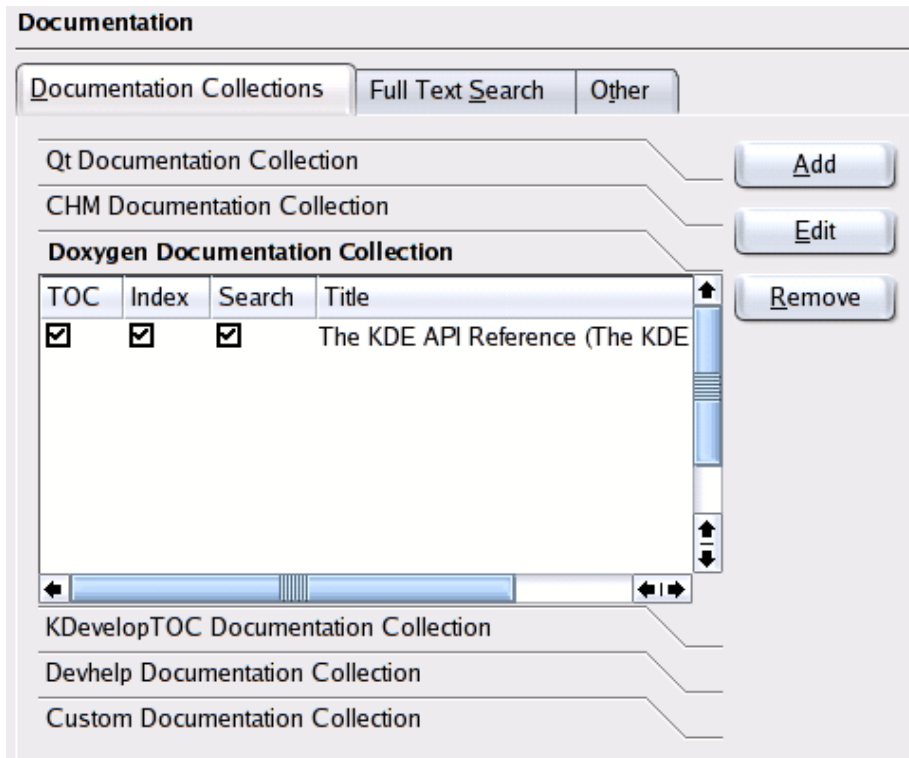 Documentation
Documentation Collections Full Text Search Other
Qt Documentation Collection
CHM Documentation Collection
Doxygen Documentation Collection
TOC Index Search Title
The KDE API Reference (The KDE
KDevelopTOC Documentation Collection
Devhelp Documentation Collection
Custom Documentation Collection
Add
Edit
Remove